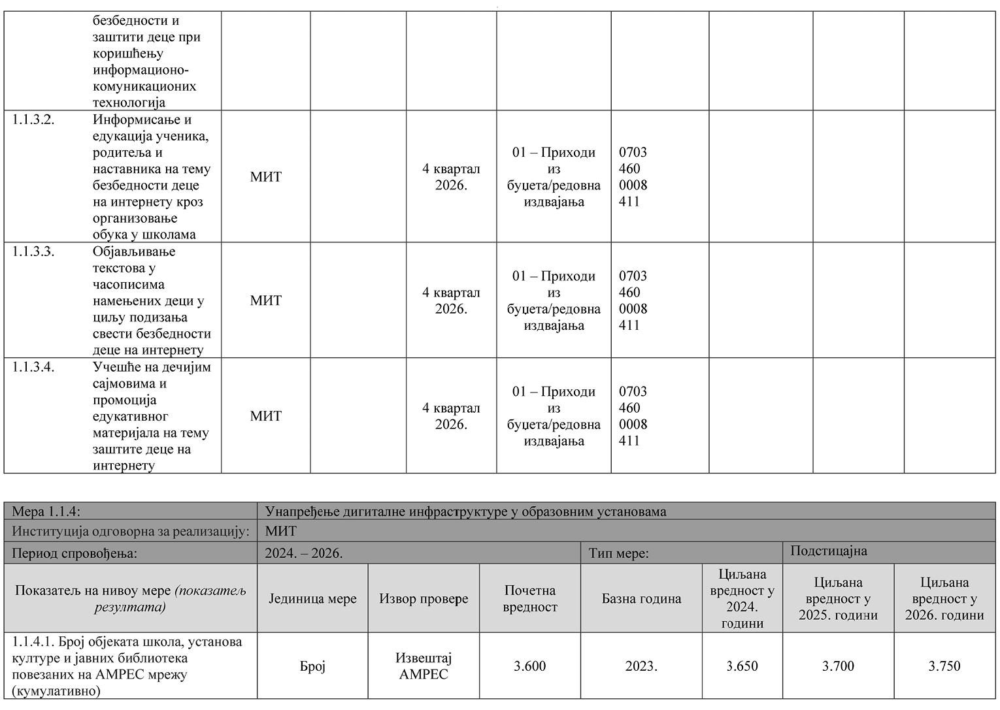 безбедности и
заштити деце при
коришћењу
информационо-
комуникационих
технологија
1.1.3.2.
Информисање и
едукација ученика,
родитеља и
наставника на тему
безбедности деце
на интернету кроз
организовање
обука у школама
МИТ
4 квартал
2026.
01 – Приходи
из
буџета/редовна
издвајања
0703
460
0008
411
1.1.3.3.
Објављивање
текстова у
часописима
намењених деци у
циљу подизања
свести безбедности
деце на интернету
МИТ
4 квартал
2026.
01 – Приходи
из
буџета/редовна
издвајања
0703
460
0008
411
1.1.3.4.
Учешће на дечијим
сајмовима и
промоција
едукативног
материјала на тему
заштите деце на
интернету
МИТ
4 квартал
2026.
01 – Приходи
из
буџета/редовна
издвајања
0703
460
0008
411
Мера 1.1.4:
Унапређење дигиталне инфраструктуре у образовним установама
Институција одговорна за реализацију:
МИТ
Период спровођења:
2024. – 2026.
Тип мере:
Подстицајна
Показатељ на нивоу мере (показатељ
резултата)
Јединица мере
Извор провере
Почетна
вредност
Базна година
Циљана
вредност у
2024.
години
Циљана
вредност у
2025. години
Циљана
вредност у
2026. години
1.1.4.1. Број објеката школа, установа
културе и јавних библиотека
повезаних на АМРЕС мрежу
(кумулативно)
Број
Извештај
АМРЕС
3.600
2023.
3.650
3.700
3.750